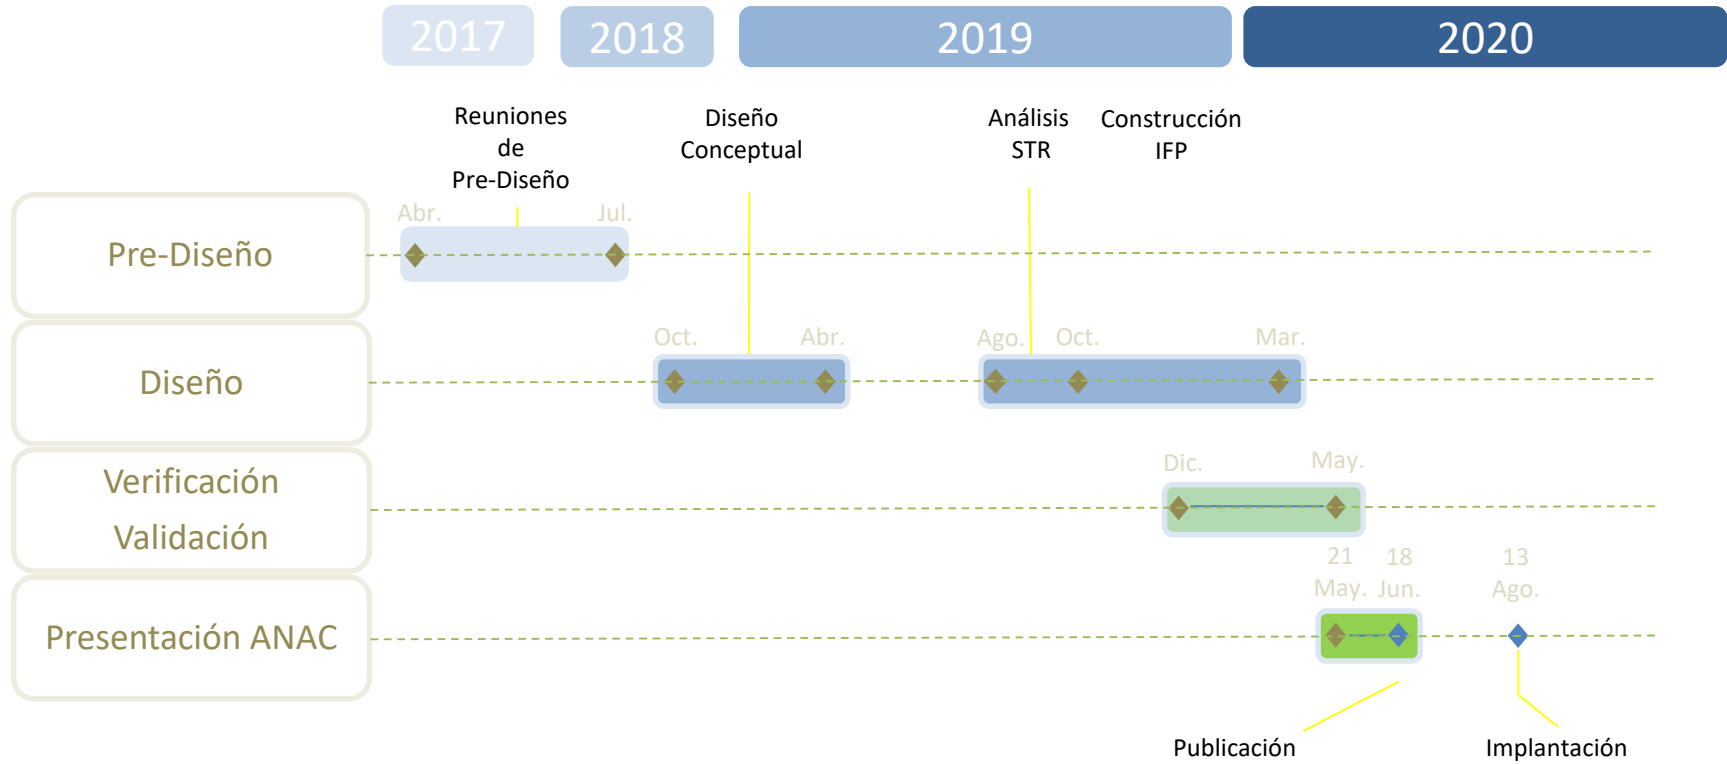 2017
2018
2019
2020
Reuniones
de
Pre-Diseño
Diseño
Conceptual
Análisis
STR
Construcción
IFP
Abr.
Jul.
Pre-Diseño
Oct.
Abr.
Ago.
Oct.
Mar.
Diseño
Dic.
May.
Verificación
Validación
21
May.
18
Jun.
13
Ago.
Presentación ANAC
Publicación
Implantación